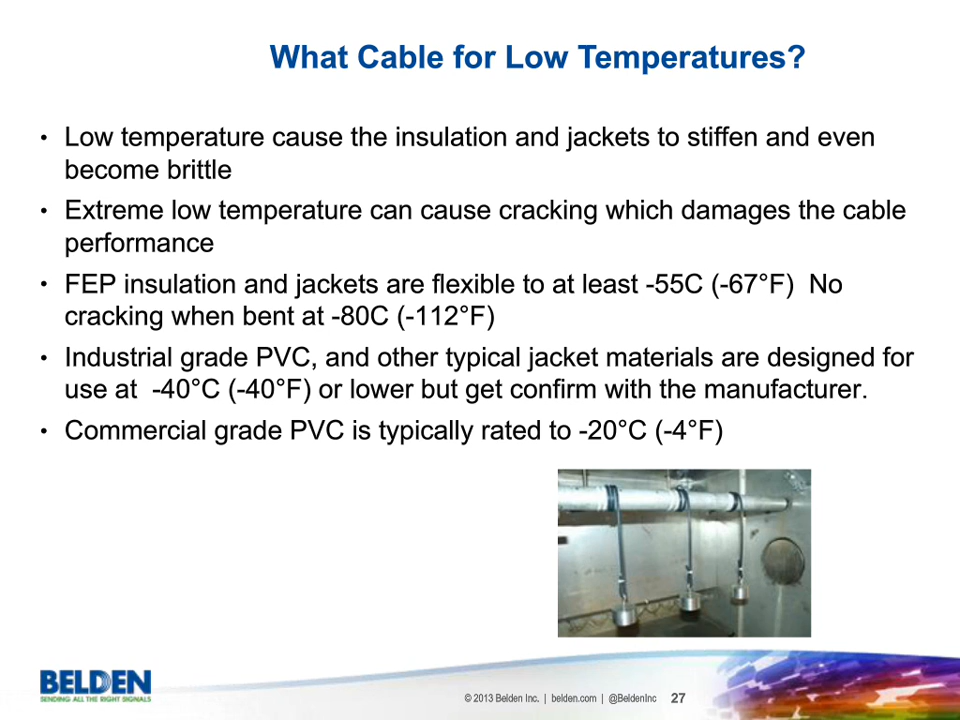 What Cable for Low Temperatures?
• Low temperature cause the insulation and jackets to stiffen and even
become brittle
• Extreme low temperature can cause cracking which damages the cable
performance
• FEP insulation and jackets are flexible to at least -55C (-67°F)  No
cracking when bent at -80C (-112°F)
• Industrial grade PVC, and other typical jacket materials are designed for
use at  -40°C (-40°F) or lower but get confirm with the manufacturer.
• Commercial grade PVC is typically rated to -20°C (-4°F)
BELDEN
SENDING ALL THE RIGHT SIGNALS
© 2013 Belden Inc. | belden.com | @BeldenInc 27